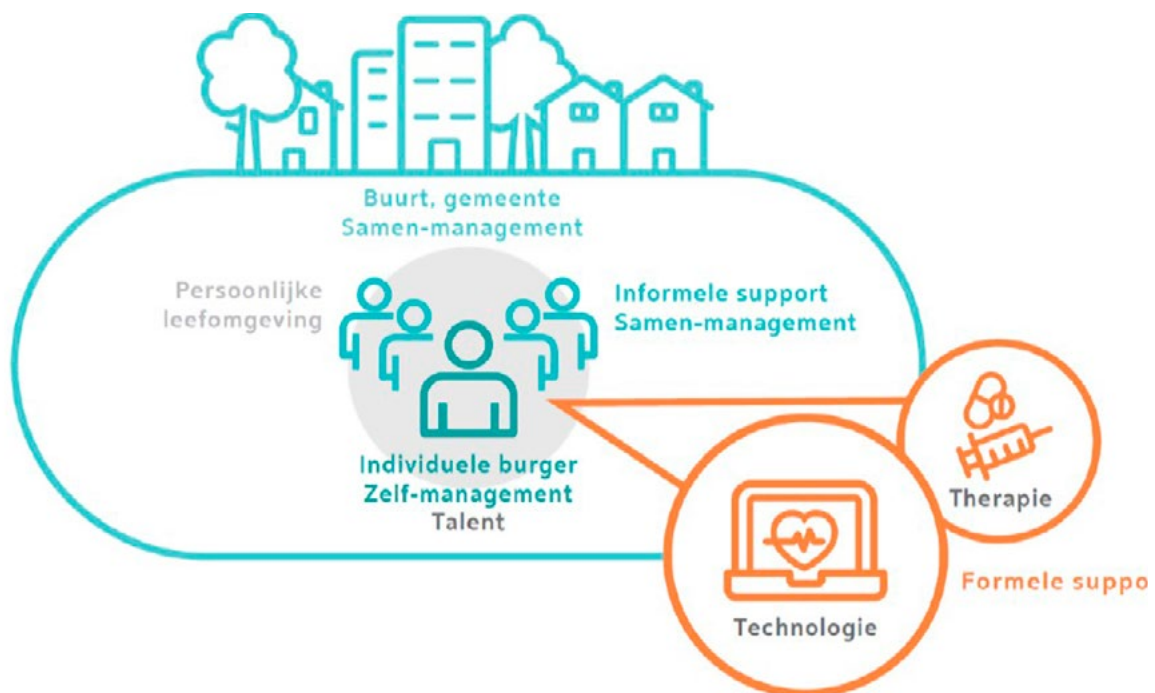 Buurt, gemeente
Samen-management
Persoonlijke
leefomgeving
Informele support
Samen-management
Individuele burger
Zelf-management
Talent
Therapie
Technologie
Formele suppo